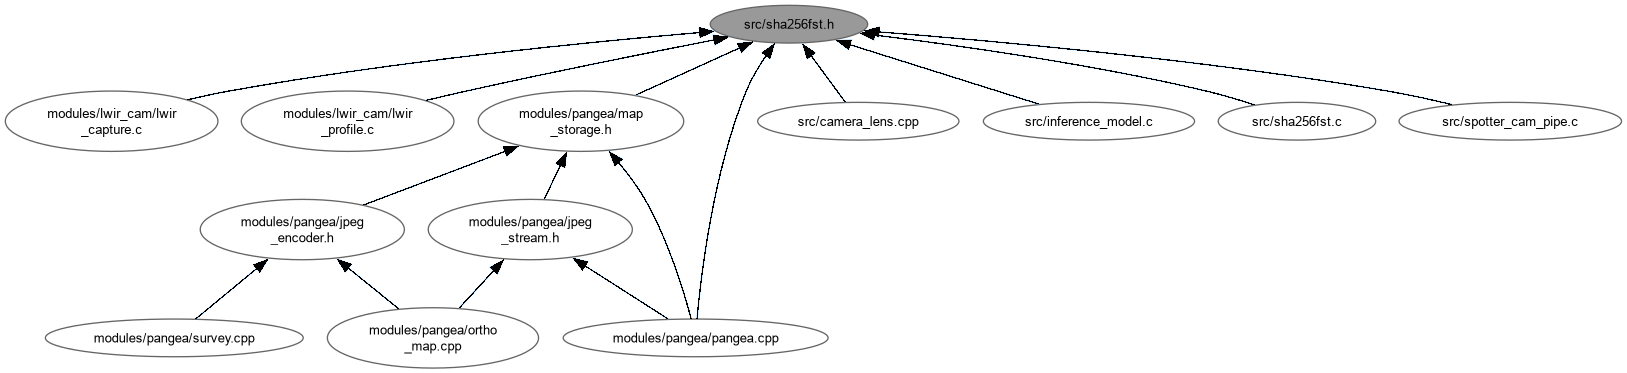 src/sha256fst.h
modules/lwir_cam/lwir
_capture.c
modules/lwir_cam/lwir
_profile.c
modules/pangea/map
_storage.h
src/camera_lens.cpp
src/inference_model.c
src/sha256fst.c
src/spotter_cam_pipe.c
modules/pangea/jpeg
_encoder.h
modules/pangea/jpeg
_stream.h
modules/pangea/survey.cpp
modules/pangea/ortho
_map.cpp
modules/pangea/pangea.cpp